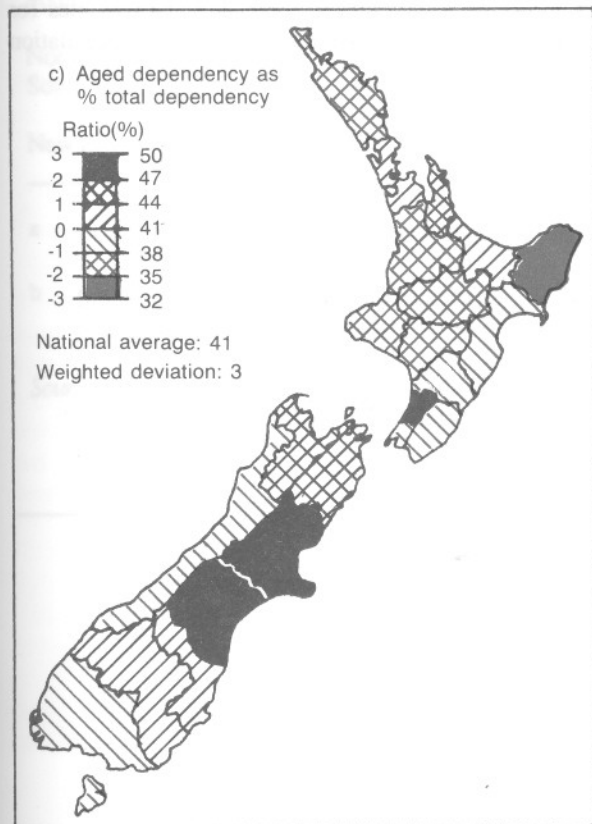 c) Aged dependency as
% total dependency
Ratio(%)
3 50
2 47
1 44
0 41
-1 38
-2 35
-3 32
National average: 41
Weighted deviation: 3